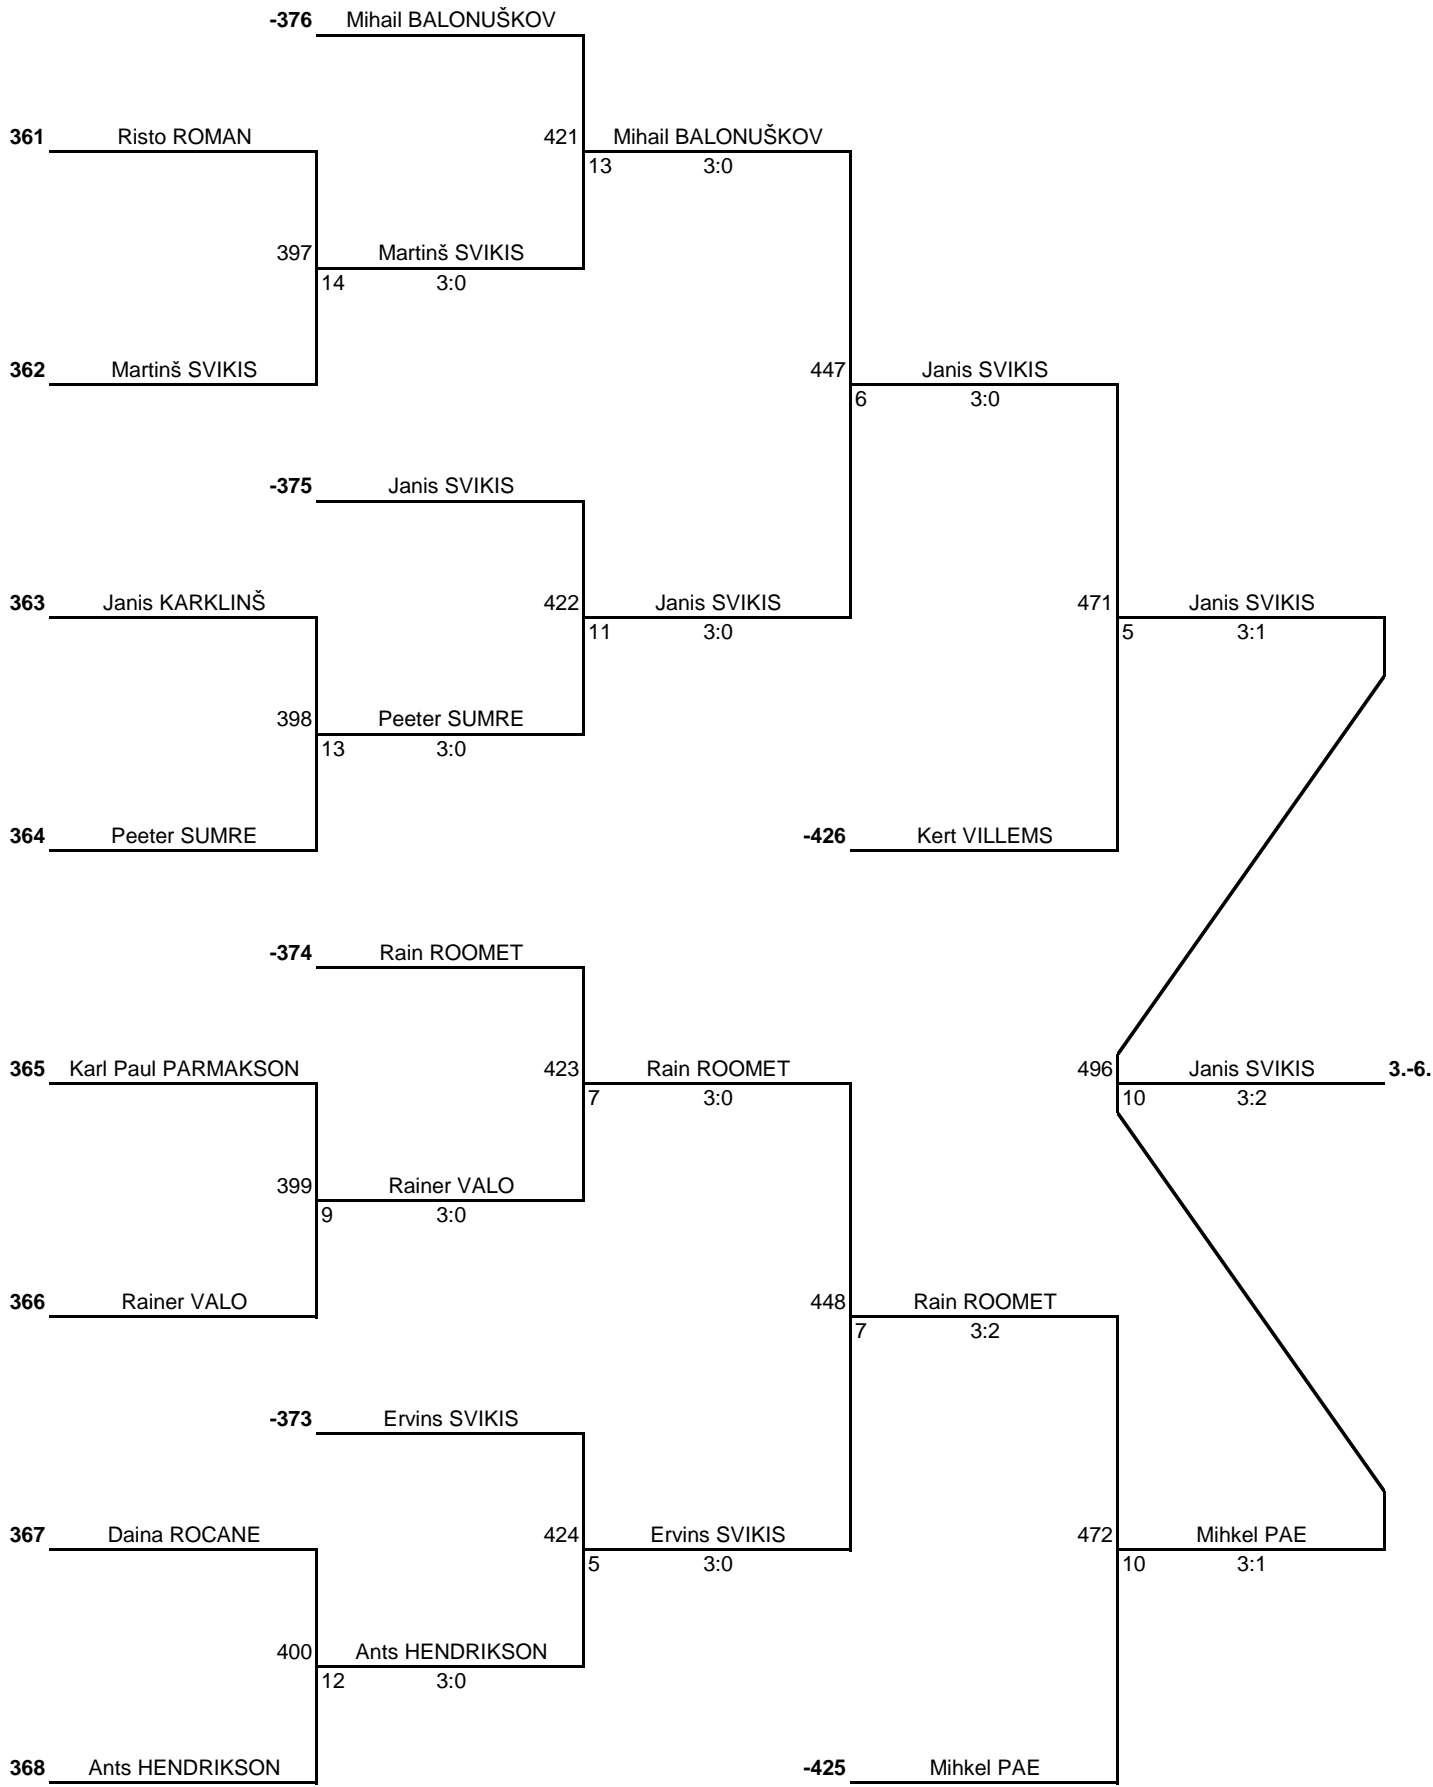 -376 Mihail BALONUŠKOV
361 Risto ROMAN 421 Mihail BALONUŠKOV
13 3:0
397 Martinš SVIKIS
14 3:0
362 Martinš SVIKIS 447 Janis SVIKIS
6 3:0
-375 Janis SVIKIS
363 Janis KARKLINŠ 422 Janis SVIKIS 471 Janis SVIKIS
11 3:0 5 3:1
398 Peeter SUMRE
13 3:0
364 Peeter SUMRE -426 Kert VILLEMS
-374 Rain ROOMET
365 Karl Paul PARMAKSON 423 Rain ROOMET 496 Janis SVIKIS 3.-6.
7 3:0 10 3:2
399 Rainer VALO
9 3:0
366 Rainer VALO 448 Rain ROOMET
7 3:2
-373 Ervins SVIKIS
367 Daina ROCANE 424 Ervins SVIKIS 472 Mihkel PAE
5 3:0 10 3:1
400 Ants HENDRIKSON
12 3:0
368 Ants HENDRIKSON -425 Mihkel PAE